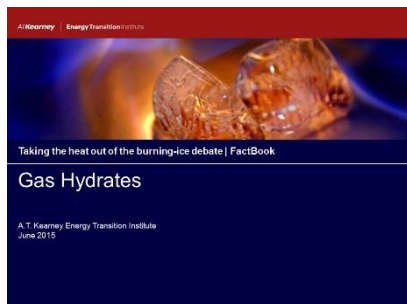 ATKearney | Energy Transition Institute
Taking the heat out of the burning-ice debate | FactBook
Gas Hydrates
A.T. Kearney Energy Transition Institute
June 2015